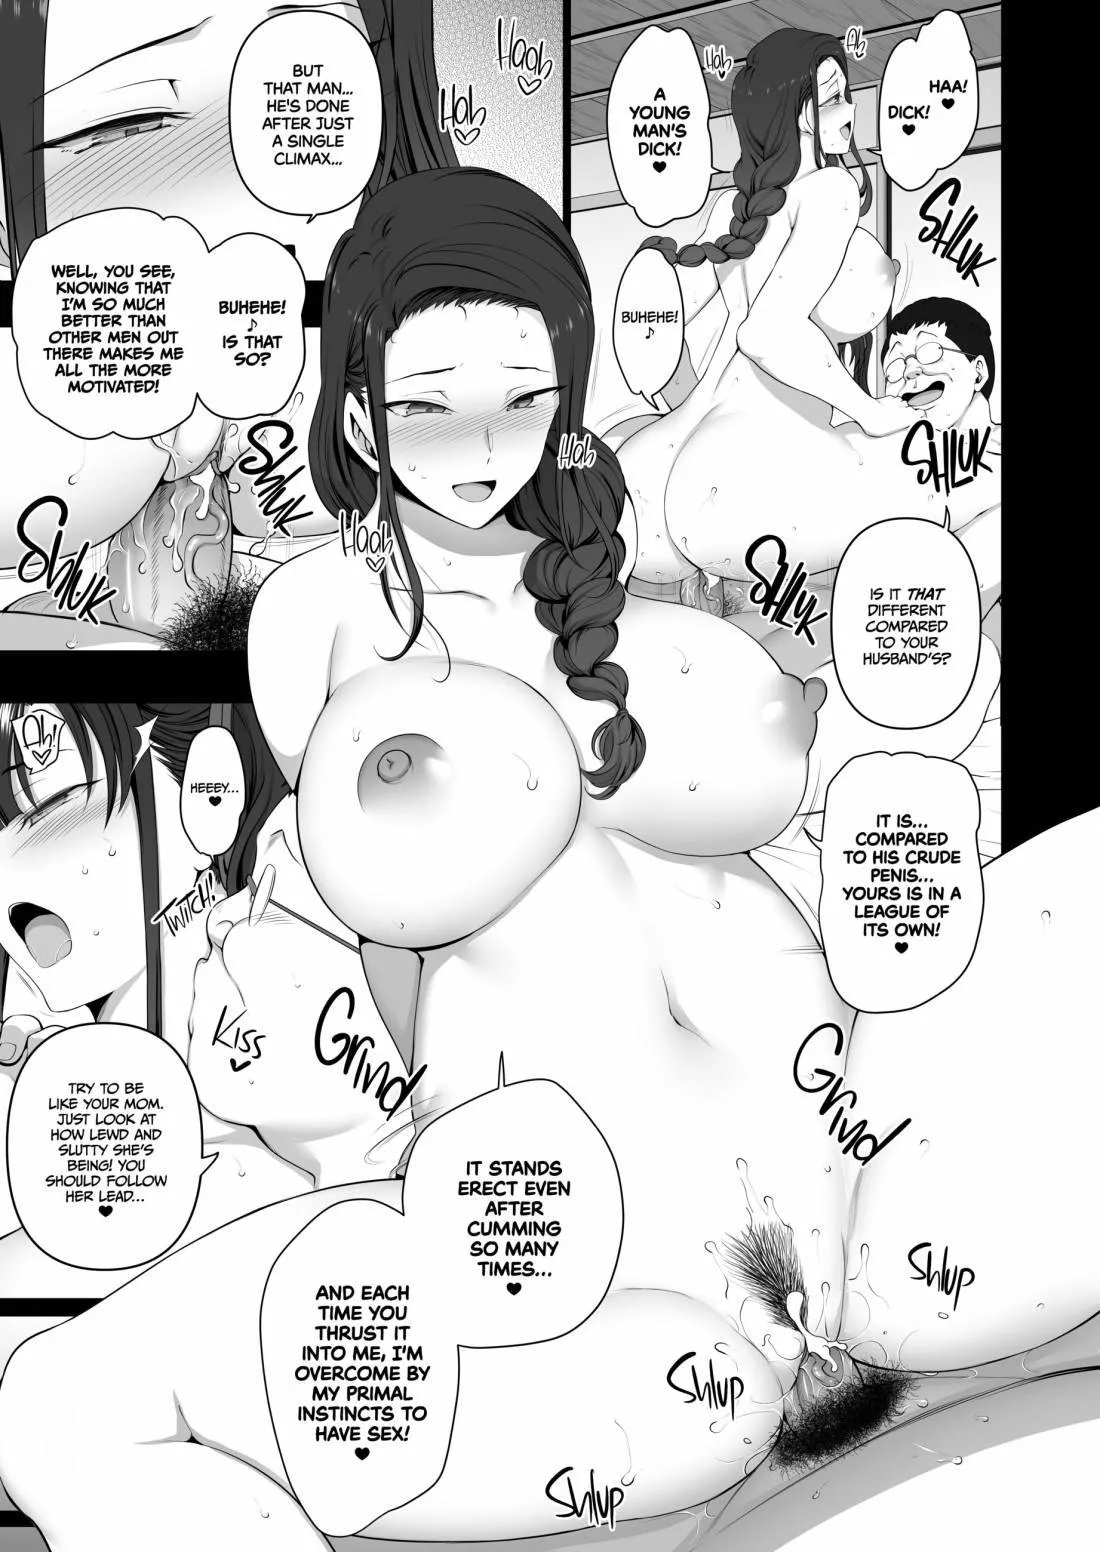 HAA!
DICK!
AH
HAH
A
YOUNG
MAN'S
DICK!
BUHEHE!
SHLUK
SHLUK
SHLUK
IS IT THAT
DIFFERENT
COMPARED
TO YOUR
HUSBAND'S?
IT IS...
COMPARED
TO HIS CRUDE
PENIS...
YOURS IS IN A
LEAGUE OF
ITS OWN!
HAAH
HAH
BUT
THAT MAN...
HE'S DONE
AFTER JUST
A SINGLE
CLIMAX...
BUHEHE!
IS THAT
SO?
WELL, YOU SEE,
KNOWING THAT
I'M SO MUCH
BETTER THAN
OTHER MEN OUT
THERE MAKES ME
ALL THE MORE
MOTIVATED!
SHLUK
SHLUK
HAH
HAAH
HEEEY...
AH!
TWITCH!
KISS
GRIND
GRIND
TRY TO BE
LIKE YOUR MOM.
JUST LOOK AT
HOW LEWD AND
SLUTTY SHE'S
BEING! YOU
SHOULD FOLLOW
HER LEAD...
IT STANDS
ERECT EVEN
AFTER
CUMMING
SO MANY
TIMES...
AND EACH
TIME YOU
THRUST IT
INTO ME, I'M
OVERCOME BY
MY PRIMAL
INSTINCTS TO
HAVE SEX!
SHLUP
SHLUP
SHLUP